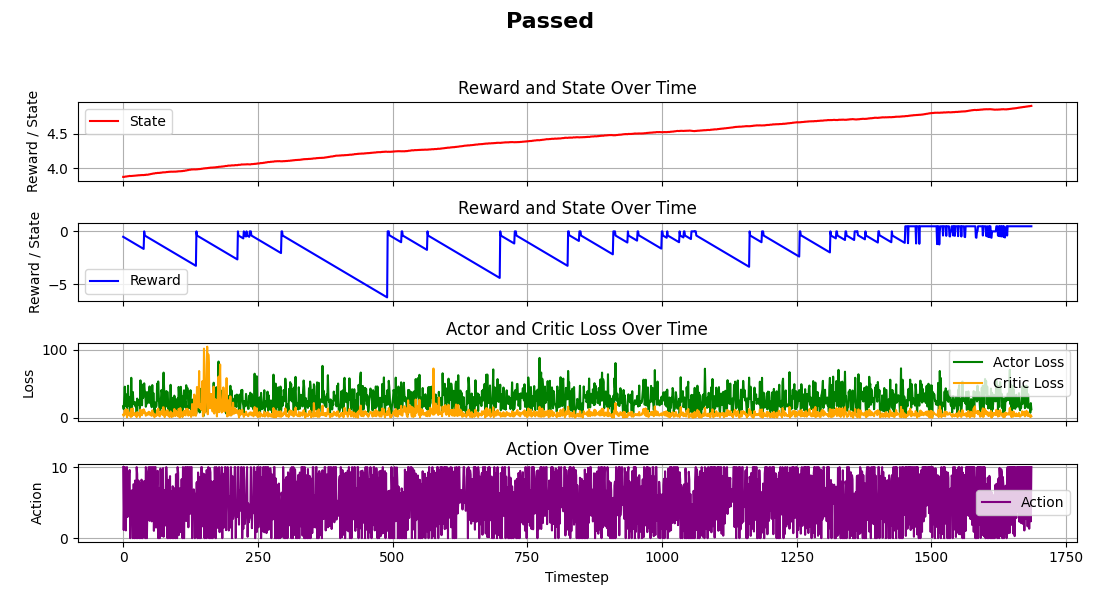 Passed
Reward and State Over Time
Reward / State
4.5
4.0
State
Reward and State Over Time
Reward / State
0
−5
Reward
Actor and Critic Loss Over Time
Loss
100
0
Actor Loss
Critic Loss
Action Over Time
Action
10
0
Action
0 250 500 750 1000 1250 1500 1750
Timestep